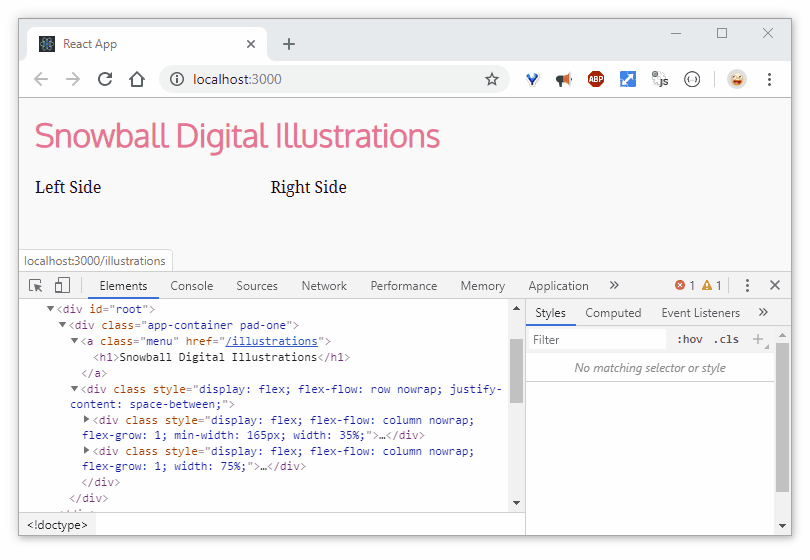 React App
localhost:3000
ABP
js
Snowball Digital Illustrations
Left Side Right Side
localhost:3000/illustrations
Elements Console Sources Network Performance Memory Application » 1 1
<div id="root">
<div class="app-container pad-one">
<a class="menu" href="/illustrations">
<h1>Snowball Digital Illustrations</h1>
</a>
<div class style="display: flex; flex-flow: row nowrap; justify-
content: space-between;">
<div class style="display: flex; flex-flow: column nowrap;
flex-grow: 1; min-width: 165px; width: 35%;">…</div>
<div class style="display: flex; flex-flow: column nowrap;
flex-grow: 1; width: 75%;">…</div>
</div>
</div>
<!doctype>
Styles Computed Event Listeners »
Filter :hov .cls +
No matching selector or style